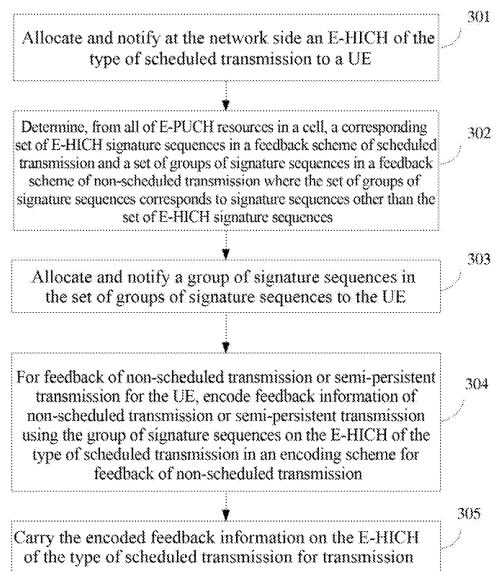 301
Allocate and notify at the network side an E-HICH of the
type of scheduled transmission to a UE
302
Determine, from all of E-PUCH resources in a cell, a corresponding
set of E-HICH signature sequences in a feedback scheme of scheduled
transmission and a set of groups of signature sequences in a feedback
scheme of non-scheduled transmission where the set of groups of
signature sequences corresponds to signature sequences other than the
set of E-HICH signature sequences
303
Allocate and notify a group of signature sequences in
the set of groups of signature sequences to the UE
304
For feedback of non-scheduled transmission or semi-persistent
transmission for the UE, encode feedback information of
non-scheduled transmission or semi-persistent transmission
using the group of signature sequences on the E-HICH of the
type of scheduled transmission in an encoding scheme for
feedback of non-scheduled transmission
305
Carry the encoded feedback information on the E-HICH
of the type of scheduled transmission for transmission